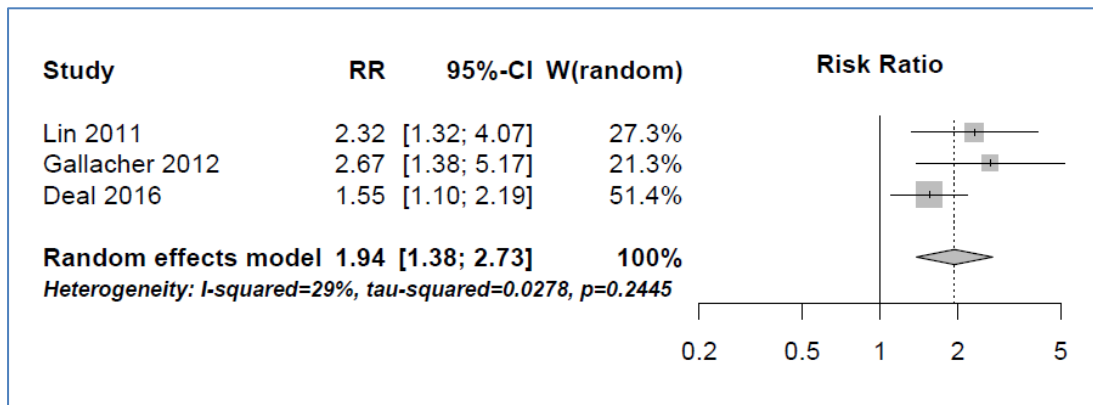 Study RR 95%-CI W(random) Risk Ratio
Lin 2011 2.32 [1.32; 4.07] 27.3%
Gallacher 2012 2.67 [1.38; 5.17] 21.3%
Deal 2016 1.55 [1.10; 2.19] 51.4%
Random effects model 1.94 [1.38; 2.73] 100%
Heterogeneity: I-squared=29%, tau-squared=0.0278, p=0.2445
0.2 0.5 1 2 5